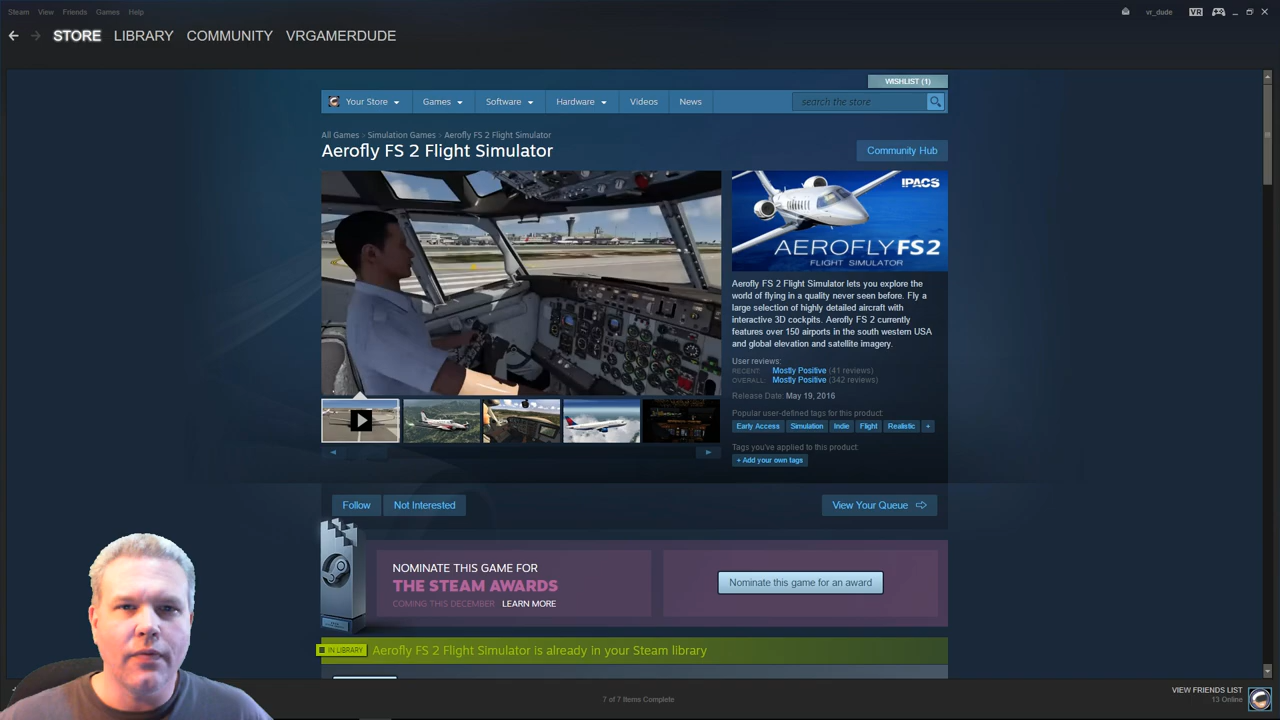 Steam View Friends Games Help
vr_dude VR
STORE LIBRARY COMMUNITY VRGAMERDUDE
WISHLIST (1)
Your Store Games Software Hardware Videos News search the store
All Games > Simulation Games > Aerofly FS 2 Flight Simulator
Aerofly FS 2 Flight Simulator
Community Hub
IPACS
AEROFLY FS2
FLIGHT SIMULATOR
Aerofly FS 2 Flight Simulator lets you explore the
world of flying in a quality never seen before. Fly a
large selection of highly detailed aircraft with
interactive 3D cockpits. Aerofly FS 2 currently
features over 150 airports in the south western USA
and global elevation and satellite imagery.
User reviews:
RECENT: Mostly Positive (41 reviews)
OVERALL: Mostly Positive (342 reviews)
Release Date: May 19, 2016
Popular user-defined tags for this product:
Early Access Simulation Indie Flight Realistic +
Tags you've applied to this product:
+ Add your own tags
Follow Not Interested View Your Queue
NOMINATE THIS GAME FOR
THE STEAM AWARDS
COMING THIS DECEMBER LEARN MORE
Nominate this game for an award
IN LIBRARY Aerofly FS 2 Flight Simulator is already in your Steam library
7 of 7 Items Complete
VIEW FRIENDS LIST
13 Online